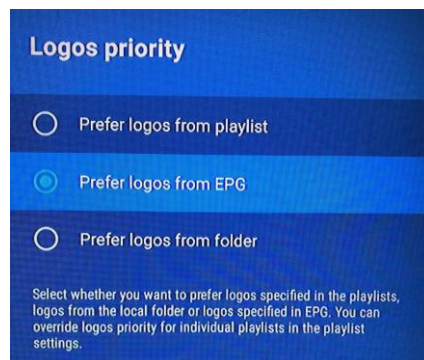 Logos priority
Prefer logos from playlist
Prefer logos from EPG
Prefer logos from folder
Select whether you want to prefer logos specified in the playlists,
logos from the local folder or logos specified in EPG. You can
override logos priority for individual playlists in the playlist
settings.